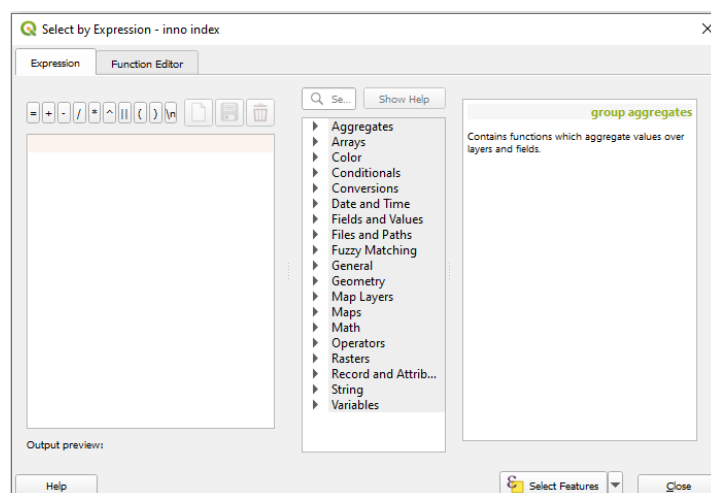 Select by Expression - inno index
Expression
Function Editor
= + - / * ^ || ( ) \n
Se...
Show Help
Aggregates
Arrays
Color
Conditionals
Conversions
Date and Time
Fields and Values
Files and Paths
Fuzzy Matching
General
Geometry
Map Layers
Maps
Math
Operators
Rasters
Record and Attrib...
String
Variables
group aggregates
Contains functions which aggregate values over
layers and fields.
Output preview:
Help
Select Features
Close